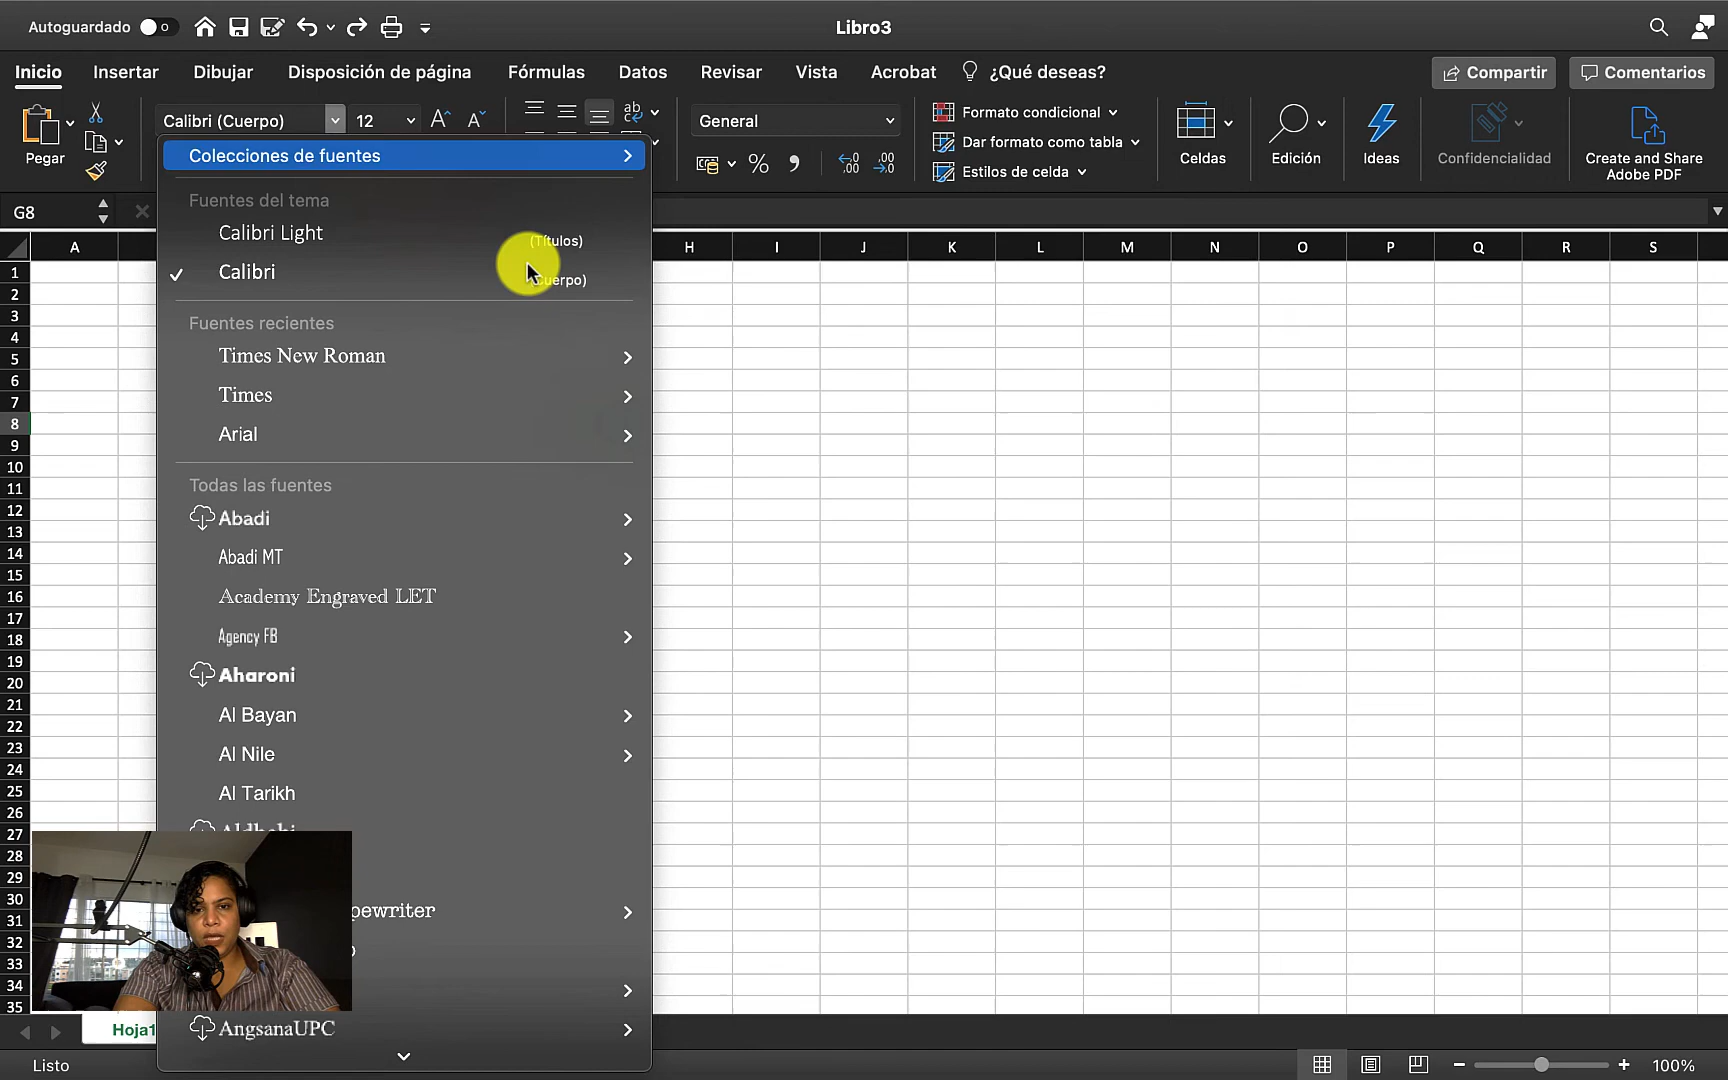 Autoguardado
Libro3
Inicio Insertar Dibujar Disposición de página Fórmulas Datos Revisar Vista Acrobat ¿Qué deseas? Compartir Comentarios
Pegar
Calibri (Cuerpo) 12
General
Formato condicional
Dar formato como tabla
Estilos de celda
Celdas
Edición
Ideas
Confidencialidad
Create and Share
Adobe PDF
G8
Colecciones de fuentes
Fuentes del tema
Calibri Light (Títulos)
Calibri Cuerpo)
Fuentes recientes
Times New Roman
Times
Arial
Todas las fuentes
Abadi
Abadi MT
Academy Engraved LET
Agency FB
Aharoni
Al Bayan
Al Nile
Al Tarikh
pewriter
AngsanaUPC
A H I J K L M N O P Q R S
1
2
3
4
5
6
7
8
9
10
11
12
13
14
15
16
17
18
19
20
21
22
23
24
25
26
27
28
29
30
31
32
33
34
35
Hoja1
Listo
100%